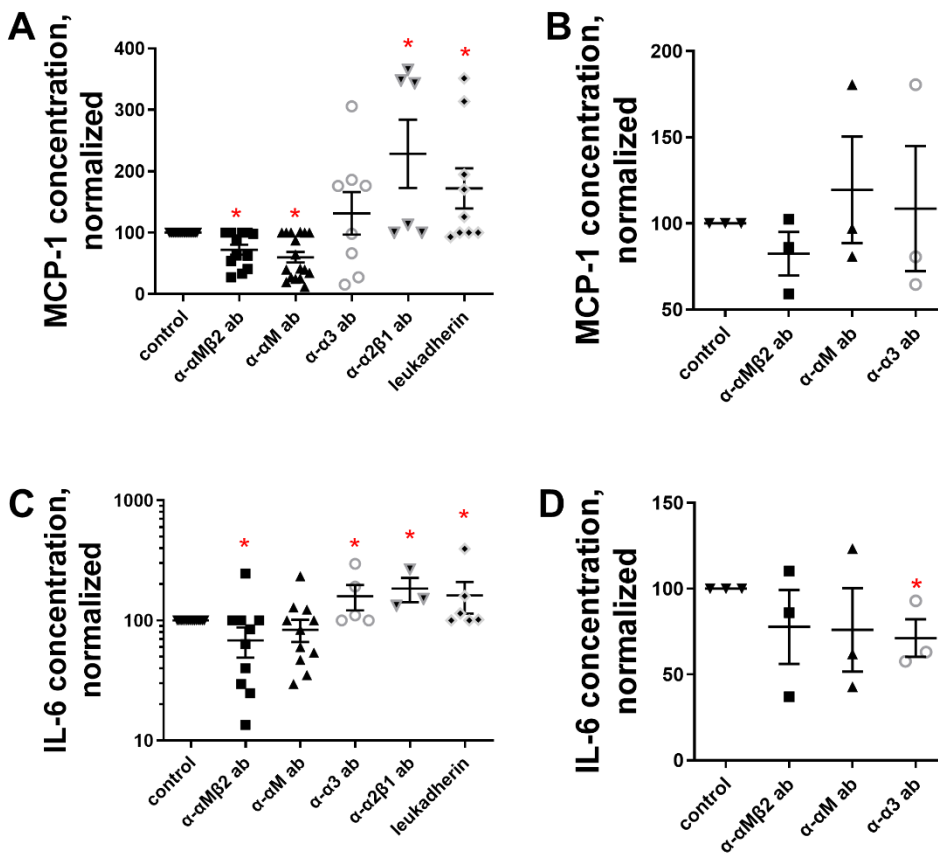 A
MCP-1 concentration,
normalized
400
300
200
100
0
*
*
*
*
control
α-αMβ2 ab
α-αM ab
α-α3 ab
α-α2β1 ab
leukadherin
B
MCP-1 concentration,
normalized
200
150
100
50
control
α-αMβ2 ab
α-αM ab
α-α3 ab
C
IL-6 concentration,
normalized
1000
100
10
*
*
*
*
control
α-αMβ2 ab
α-αM ab
α-α3 ab
α-α2β1 ab
leukadherin
D
IL-6 concentration,
normalized
150
100
50
0
*
control
α-αMβ2 ab
α-αM ab
α-α3 ab